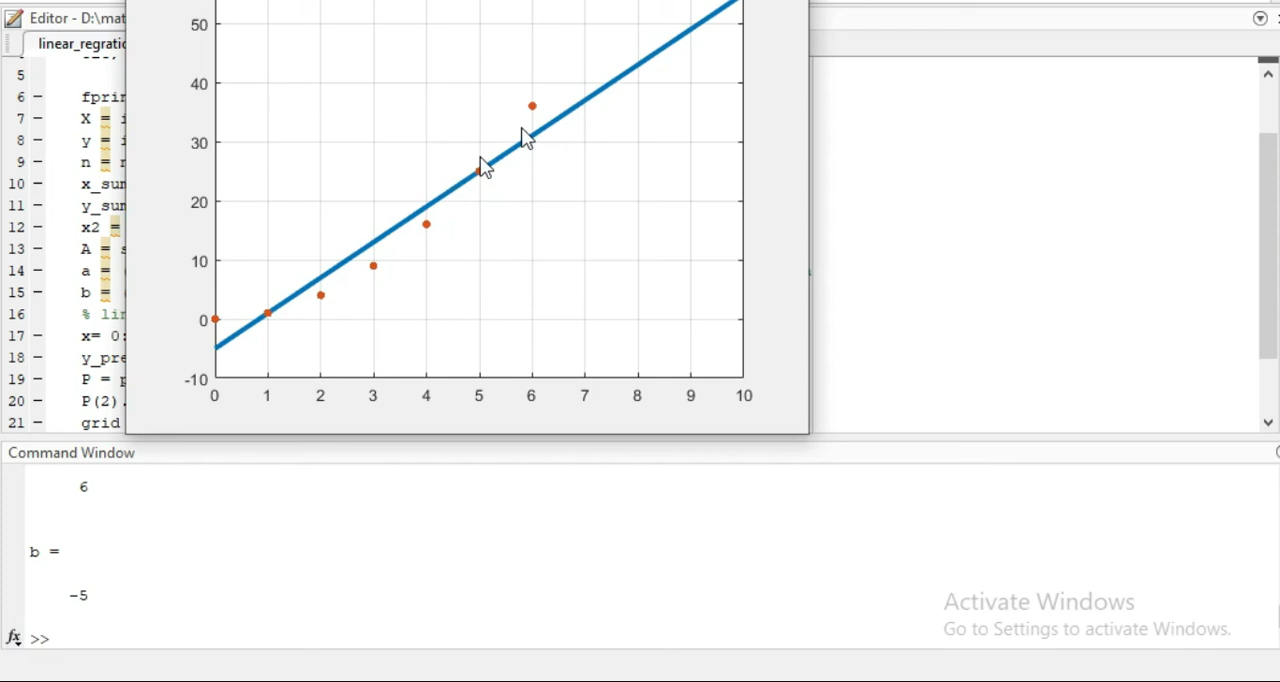 Editor - D:\mat
linear_regratio
5
6 - fprin
7 - X = i
8 - y = i
9 - n =
10 - x_sum
11 - y_sum
12 - x2 =
13 - A = s
14 - a =
15 - b =
16 % lin
17 - x= 0:
18 - y_pre
19 - P = p
20 - P(2).
21 - grid
50
40
30
20
10
0
-10
0 1 2 3 4 5 6 7 8 9 10
Command Window
6
b =
-5
fx >>
Activate Windows
Go to Settings to activate Windows.